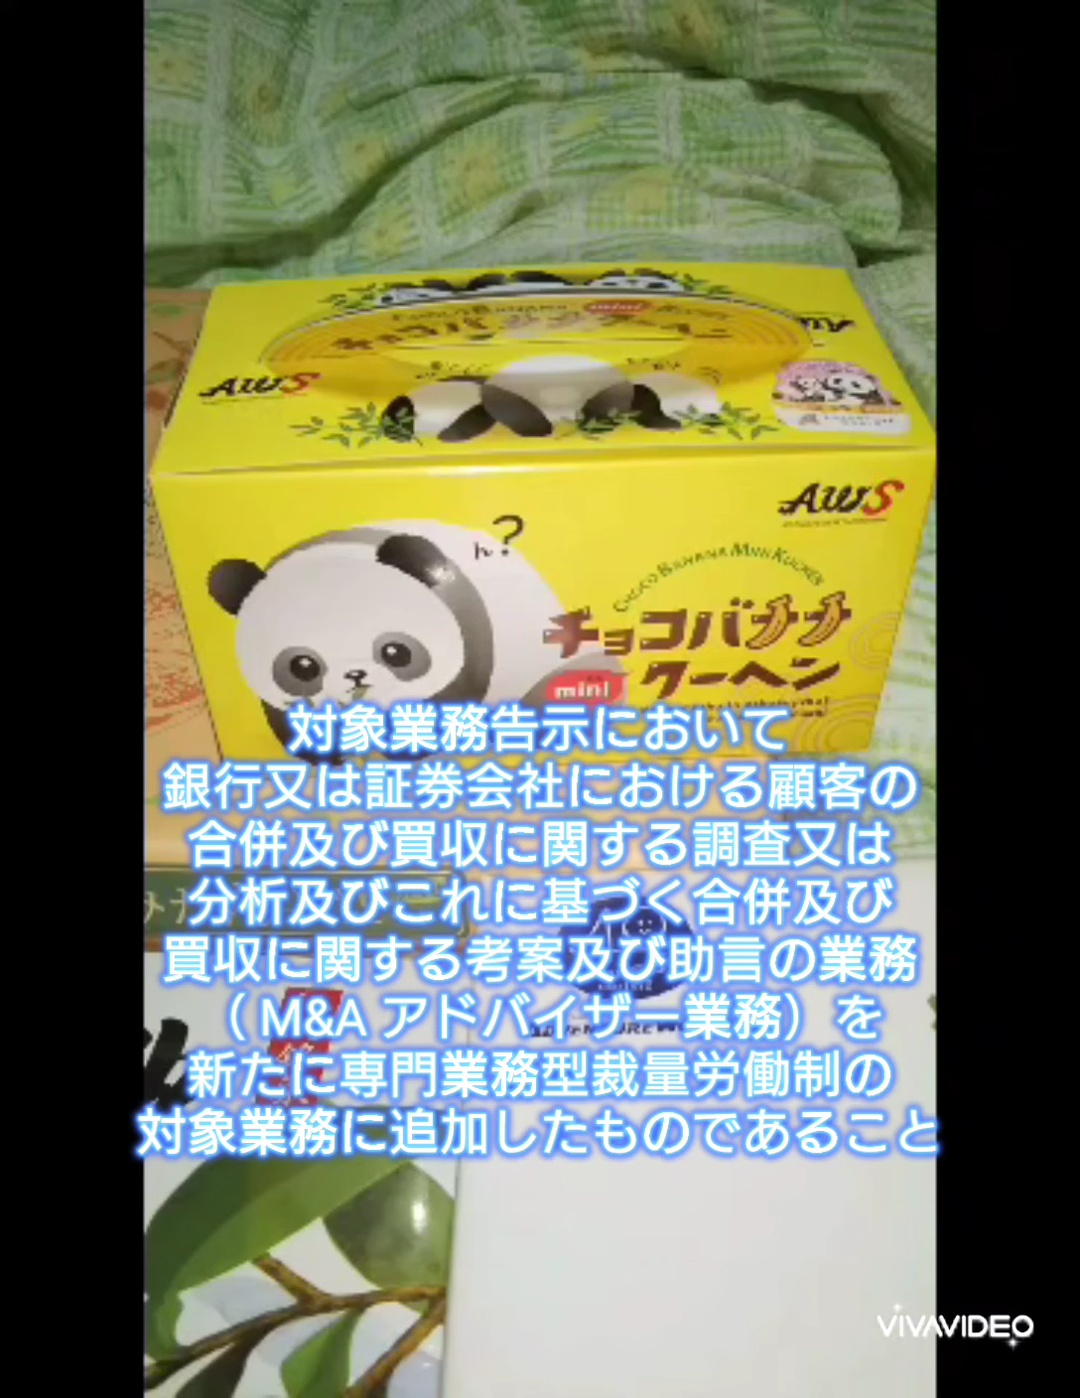 AWS
mini
AWS
ん?
CHOCO BANANA MINI KUCHEN
チョコバナナ
mini クーヘン
対象業務告示において
銀行又は証券会社における顧客の
合併及び買収に関する調査又は
分析及びこれに基づく合併及び
買収に関する考案及び助言の業務
（M&Aアドバイザー業務）を
新たに専門業務型裁量労働制の
対象業務に追加したものであること
VIVAVIDEO